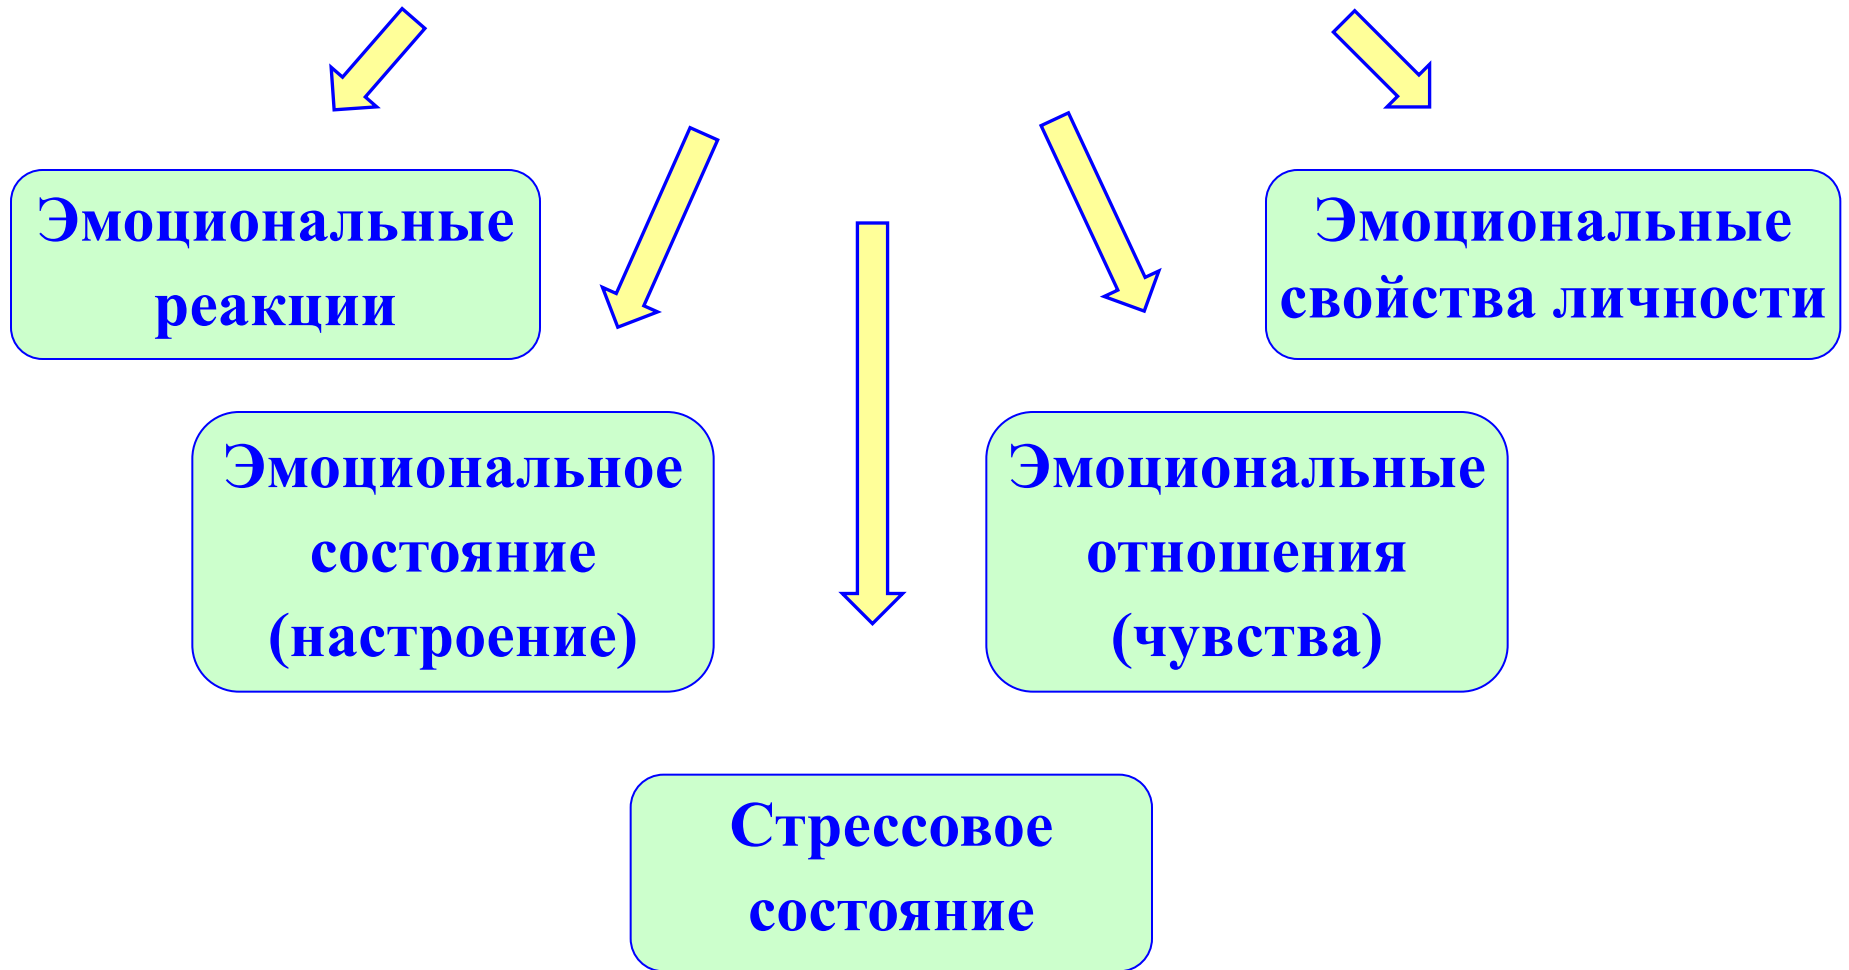 Эмоциональные
реакции
Эмоциональные
свойства личности
Эмоциональное
состояние
(настроение)
Эмоциональные
отношения
(чувства)
Стрессовое
состояние